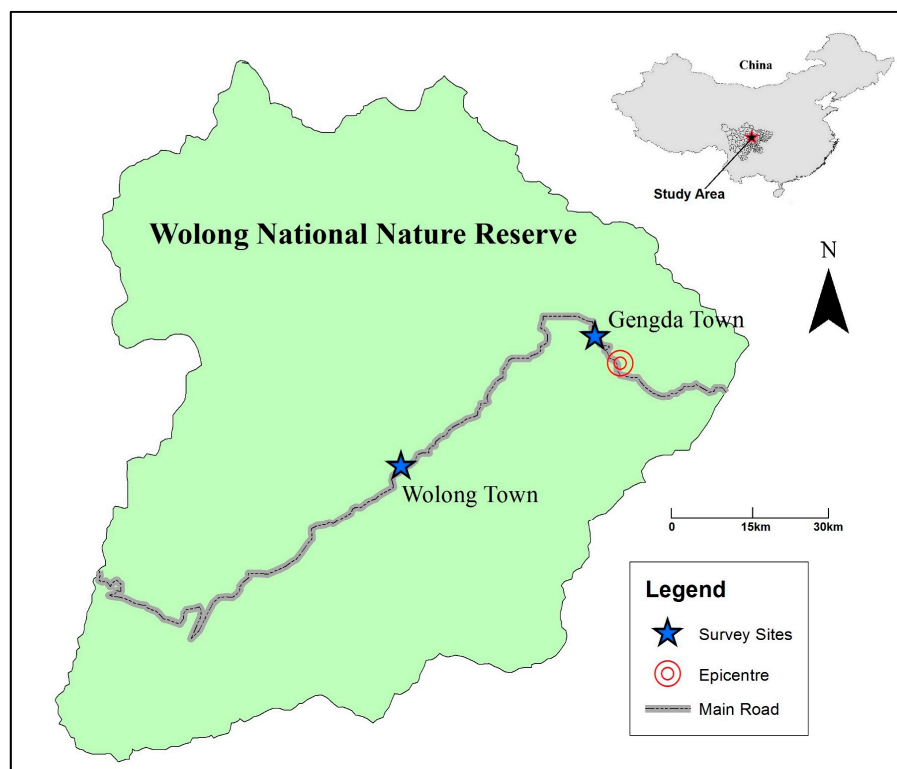 China
Study Area
Wolong National Nature Reserve
N
Gengda Town
Wolong Town
0 15km 30km
Legend
Survey Sites
Epicentre
Main Road